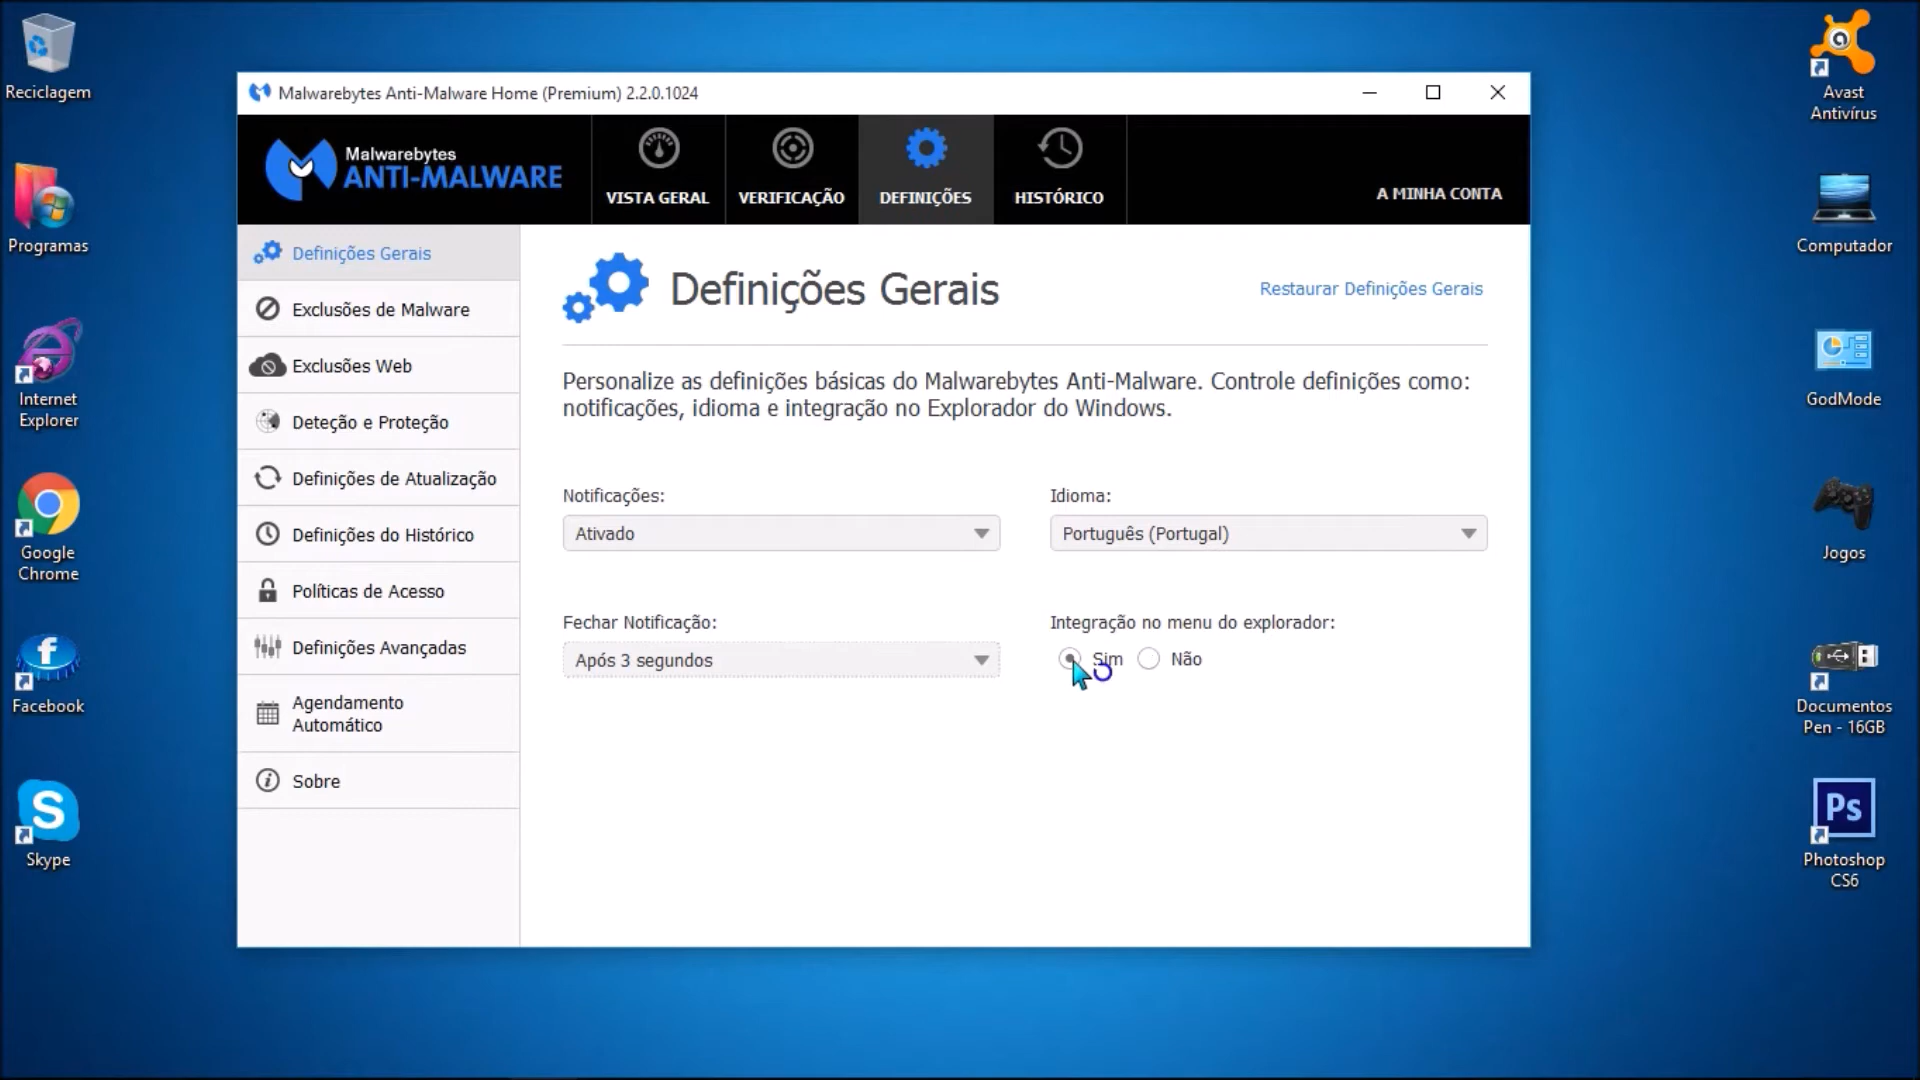 Reciclagem
Programas
Internet
Explorer
Google
Chrome
Facebook
Skype
Malwarebytes Anti-Malware Home (Premium) 2.2.0.1024
Malwarebytes
ANTI-MALWARE
VISTA GERAL
VERIFICAÇÃO
DEFINIÇÕES
HISTÓRICO
A MINHA CONTA
Definições Gerais
Exclusões de Malware
Exclusões Web
Deteção e Proteção
Definições de Atualização
Definições do Histórico
Políticas de Acesso
Definições Avançadas
Agendamento
Automático
Sobre
Definições Gerais
Restaurar Definições Gerais
Personalize as definições básicas do Malwarebytes Anti-Malware. Controle definições como:
notificações, idioma e integração no Explorador do Windows.
Notificações:
Ativado
Idioma:
Português (Portugal)
Fechar Notificação:
Após 3 segundos
Integração no menu do explorador:
Sim
Não
Avast
Antivírus
Computador
GodMode
Jogos
Documentos
Pen - 16GB
Ps
Photoshop
CS6